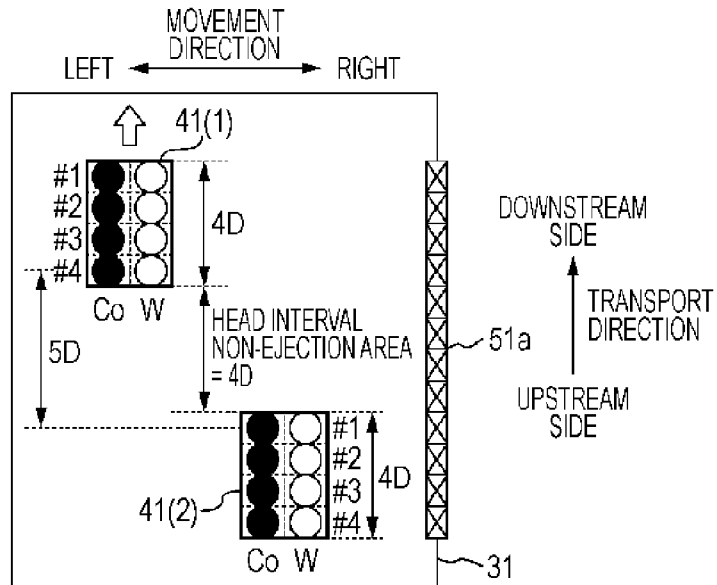 MOVEMENT
DIRECTION
LEFT
RIGHT
41(1)
#1
#2
#3
#4
4D
Co W
5D
HEAD INTERVAL
NON-EJECTION AREA
= 4D
51a
DOWNSTREAM
SIDE
TRANSPORT
DIRECTION
UPSTREAM
SIDE
#1
#2
#3
#4
4D
41(2)
Co W
31